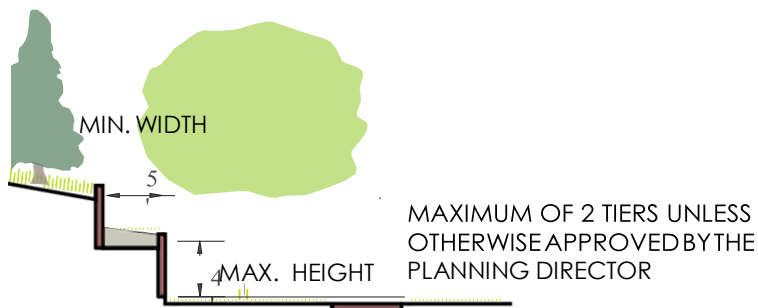 MIN. WIDTH
5'
MAXIMUM OF 2 TIERS UNLESS
OTHERWISE APPROVED BY THE
4 MAX. HEIGHT
PLANNING DIRECTOR